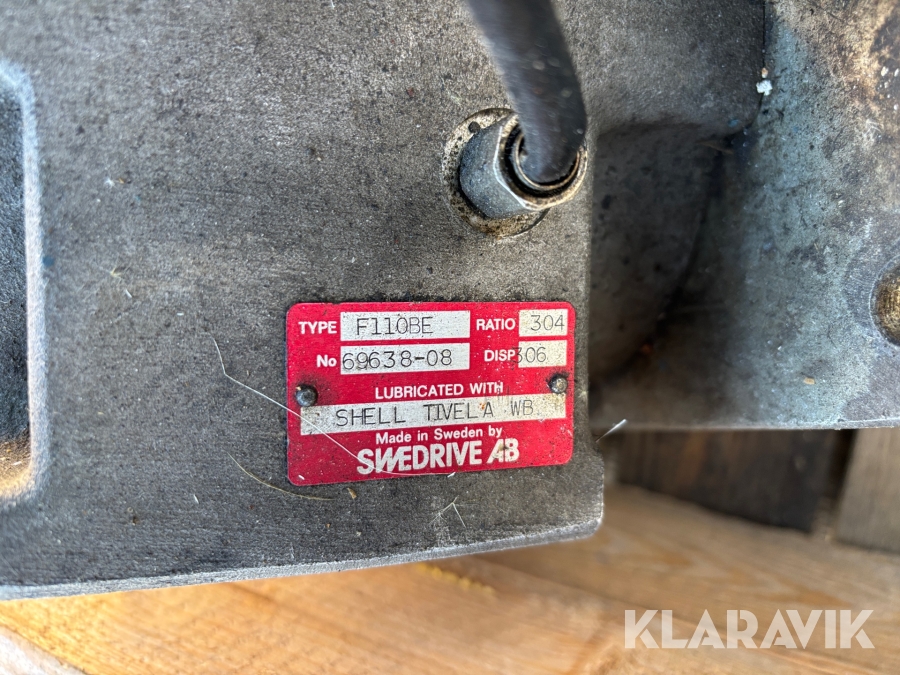 TYPE F110BE RATIO 304
No 69638-08 DISP 306
LUBRICATED WITH
SHELL TIVELA WB
Made in Sweden by
SWEDRIVE AB
KLARAVIK